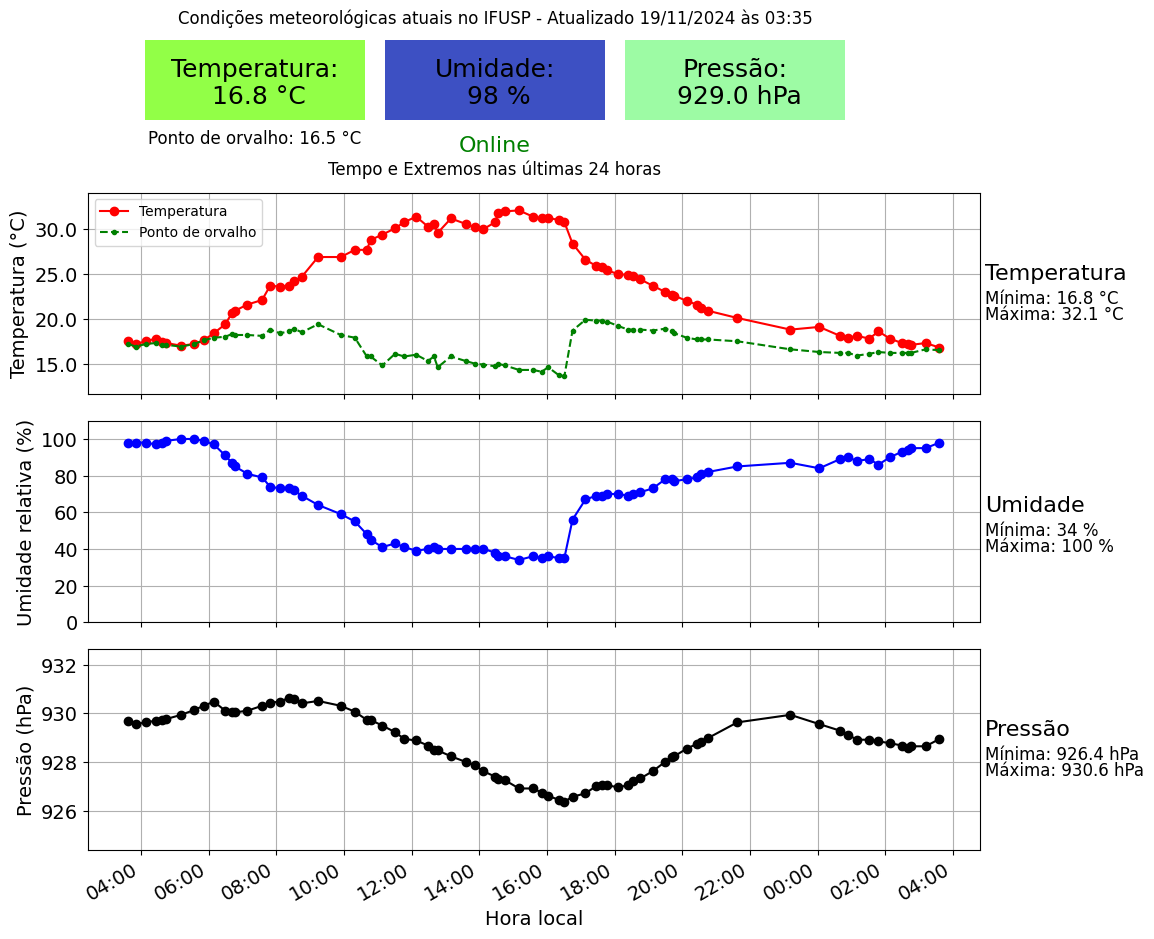 Condições meteorológicas atuais no IFUSP - Atualizado 19/11/2024 às 03:35
Temperatura:
16.8 °C
Umidade:
98 %
Pressão:
929.0 hPa
Ponto de orvalho: 16.5 °C
Online
Tempo e Extremos nas últimas 24 horas
Temperatura
Ponto de orvalho
Temperatura (°C)
30.0
25.0
20.0
15.0
Temperatura
Mínima: 16.8 °C
Máxima: 32.1 °C
Umidade relativa (%)
100
80
60
40
20
0
Umidade
Mínima: 34 %
Máxima: 100 %
Pressão (hPa)
932
930
928
926
Pressão
Mínima: 926.4 hPa
Máxima: 930.6 hPa
04:00 06:00 08:00 10:00 12:00 14:00 16:00 18:00 20:00 22:00 00:00 02:00 04:00
Hora local